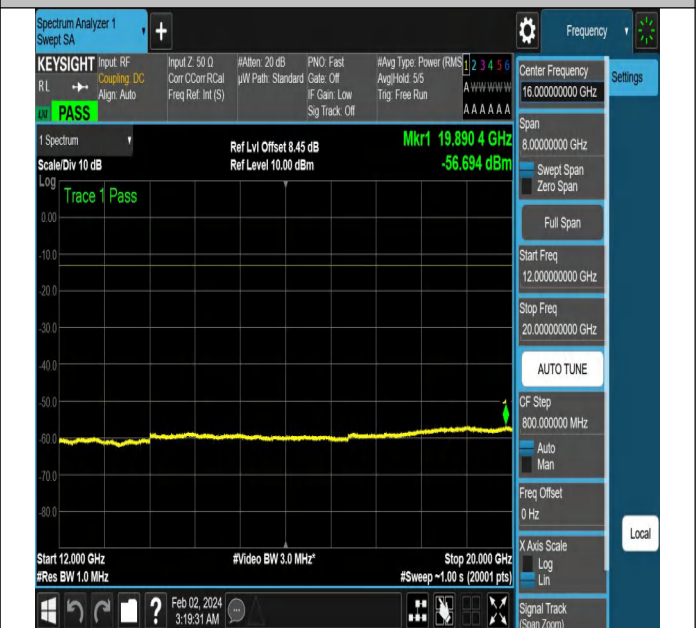 Spectrum Analyzer 1
Swept SA
+
Frequency
KEYSIGHT
RL
Input: RF
Coupling: DC
Align: Auto
Input Z: 50 Ω
Corr CCorr RCal
Freq Ref: Int (S)
#Atten: 20 dB
µW Path: Standard
PNO: Fast
Gate: Off
IF Gain: Low
Sig Track: Off
#Avg Type: Power (RMS
Avg|Hold: 5/5
Trig: Free Run
1 2 3 4 5 6
A W W W W W
A A A A A A
PASS
1 Spectrum
Scale/Div 10 dB
Ref Lvl Offset 8.45 dB
Ref Level 10.00 dBm
Mkr1 19.890 4 GHz
-56.694 dBm
Log
Trace 1 Pass
0.00
-10.0
-20.0
-30.0
-40.0
-50.0
-60.0
-70.0
-80.0
Start 12.000 GHz
#Res BW 1.0 MHz
#Video BW 3.0 MHz*
Stop 20.000 GHz
#Sweep ~1.00 s (20001 pts)
Feb 02, 2024
3:19:31 AM
Center Frequency
16.000000000 GHz
Settings
Span
8.00000000 GHz
Swept Span
Zero Span
Full Span
Start Freq
12.000000000 GHz
Stop Freq
20.000000000 GHz
AUTO TUNE
CF Step
800.000000 MHz
Auto
Man
Freq Offset
0 Hz
X Axis Scale
Log
Lin
Local
Signal Track
(Span Zoom)